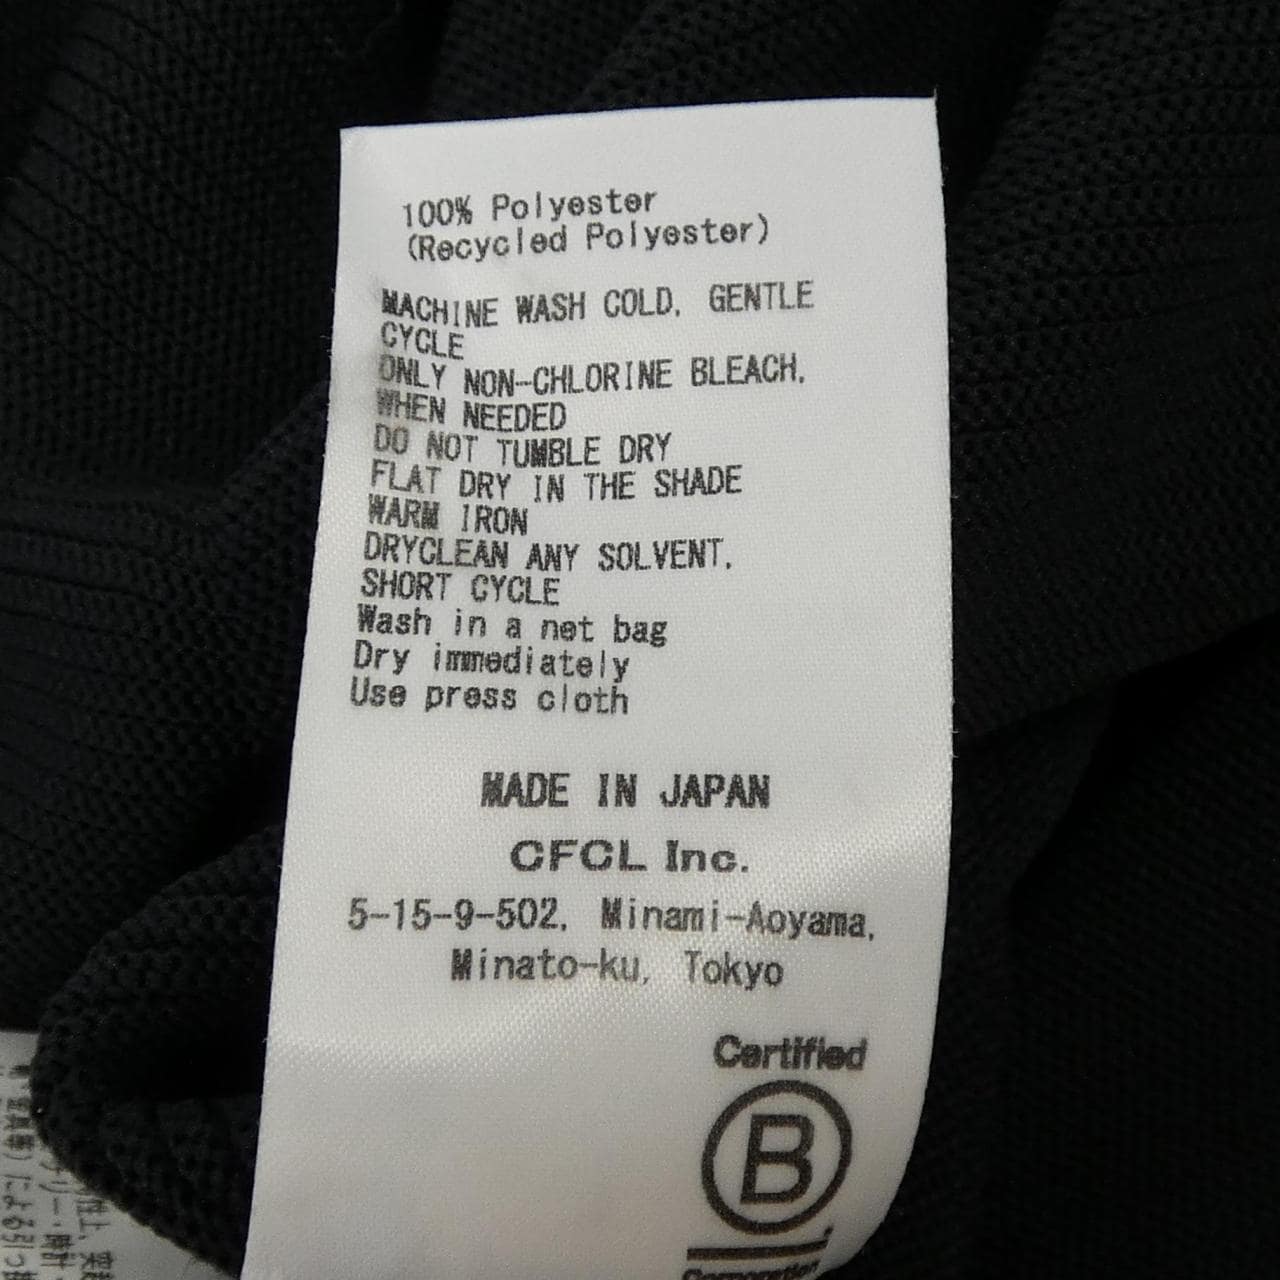 100% Polyester
(Recycled Polyester)
MACHINE WASH COLD, GENTLE
CYCLE
ONLY NON-CHLORINE BLEACH,
WHEN NEEDED
DO NOT TUMBLE DRY
FLAT DRY IN THE SHADE
WARM IRON
DRYCLEAN ANY SOLVENT,
SHORT CYCLE
Wash in a net bag
Dry immediately
Use press cloth
MADE IN JAPAN
CFCL Inc.
5-15-9-502, Minami-Aoyama,
Minato-ku, Tokyo
Certified
B
Corporation